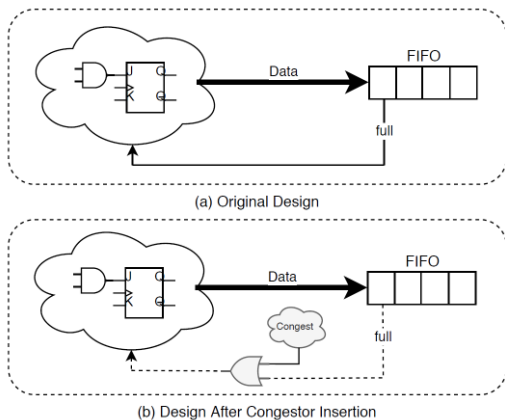 FIFO
J
Q
Data
K
Q
full
(a) Original Design
FIFO
J
Q
Data
K
Q
Congest
full
(b) Design After Congestor Insertion